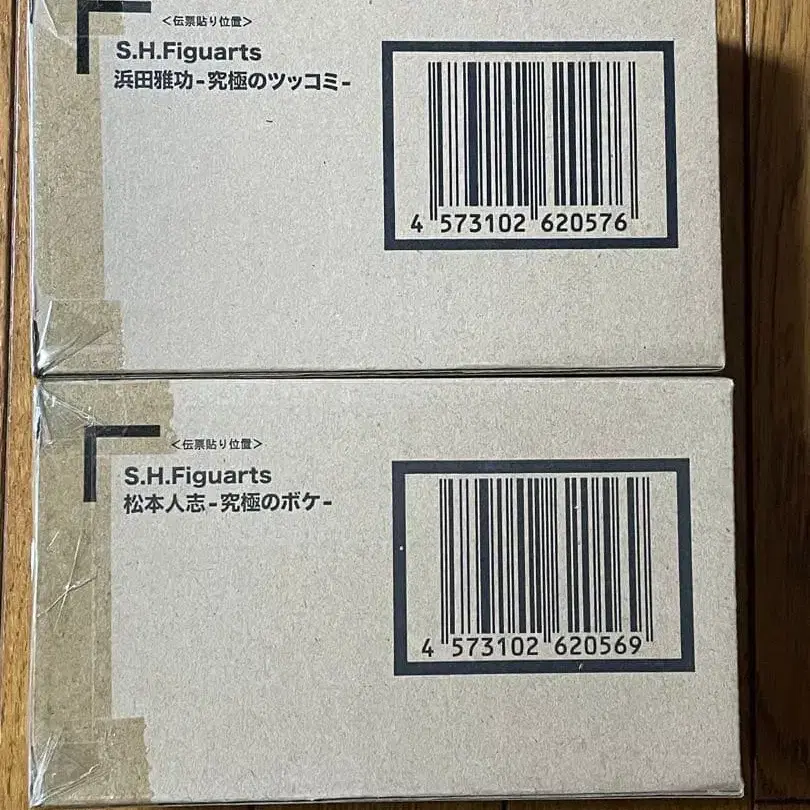 <伝票貼り位置>
S.H.Figuarts
浜田雅功-究極のツッコミ-
4 573102 620576
<伝票貼り位置>
S.H.Figuarts
松本人志-究極のボケ-
4 573102 620569